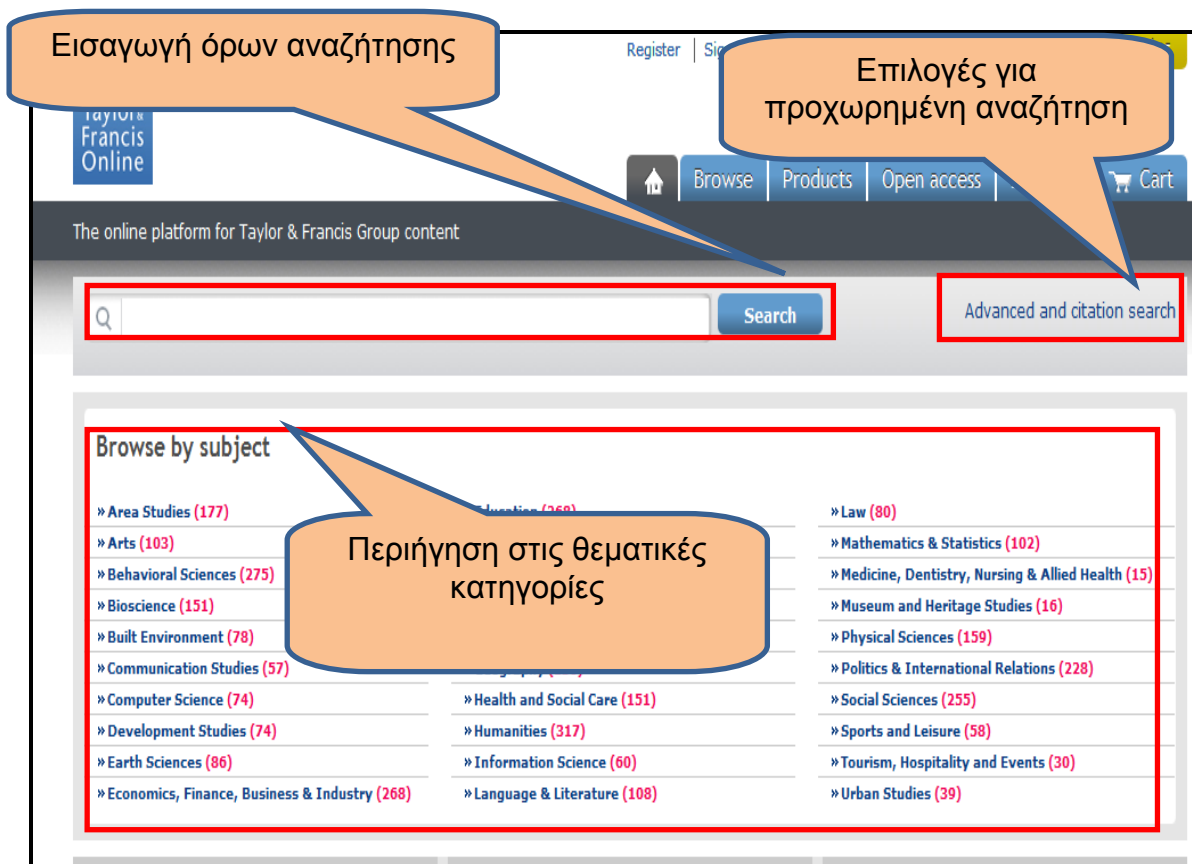 Εισαγωγή όρων αναζήτησης
Register
Επιλογές για
προχωρημένη αναζήτηση
Taylor &
Francis
Online
Browse
Products
Open access
Cart
The online platform for Taylor & Francis Group content
Search
Advanced and citation search
Browse by subject
» Area Studies (177)
» Education (268)
» Law (80)
» Arts (103)
» Mathematics & Statistics (102)
» Behavioral Sciences (275)
» Medicine, Dentistry, Nursing & Allied Health (15)
» Bioscience (151)
» Museum and Heritage Studies (16)
» Built Environment (78)
» Physical Sciences (159)
Περιήγηση στις θεματικές
κατηγορίες
» Communication Studies (57)
» Politics & International Relations (228)
» Computer Science (74)
» Health and Social Care (151)
» Social Sciences (255)
» Development Studies (74)
» Humanities (317)
» Sports and Leisure (58)
» Earth Sciences (86)
» Information Science (60)
» Tourism, Hospitality and Events (30)
» Economics, Finance, Business & Industry (268)
» Language & Literature (108)
» Urban Studies (39)